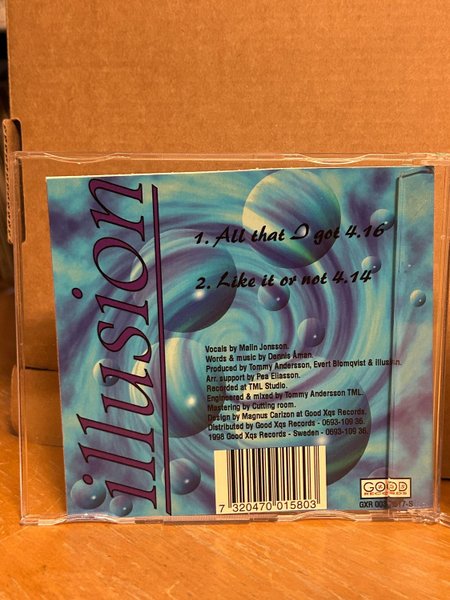 illusion
1. All that I got 4.16
2. Like it or not 4.14
Vocals by Malin Jonsson.
Words & music by Dennis Åman.
Produced by Tommy Andersson, Evert Blomqvist & Illusion.
Arr. support by Pea Eliasson.
Recorded at TML Studio.
Engineered & mixed by Tommy Andersson TML.
Mastering by Cutting room.
Design by Magnus Carlzon at Good Xqs Records.
Distributed by Good Xqs Records - 0693-109 36.
1998 Good Xqs Records - Sweden - 0693-109 36.
7 320470 015803
GOOD
RECORDS
GXR